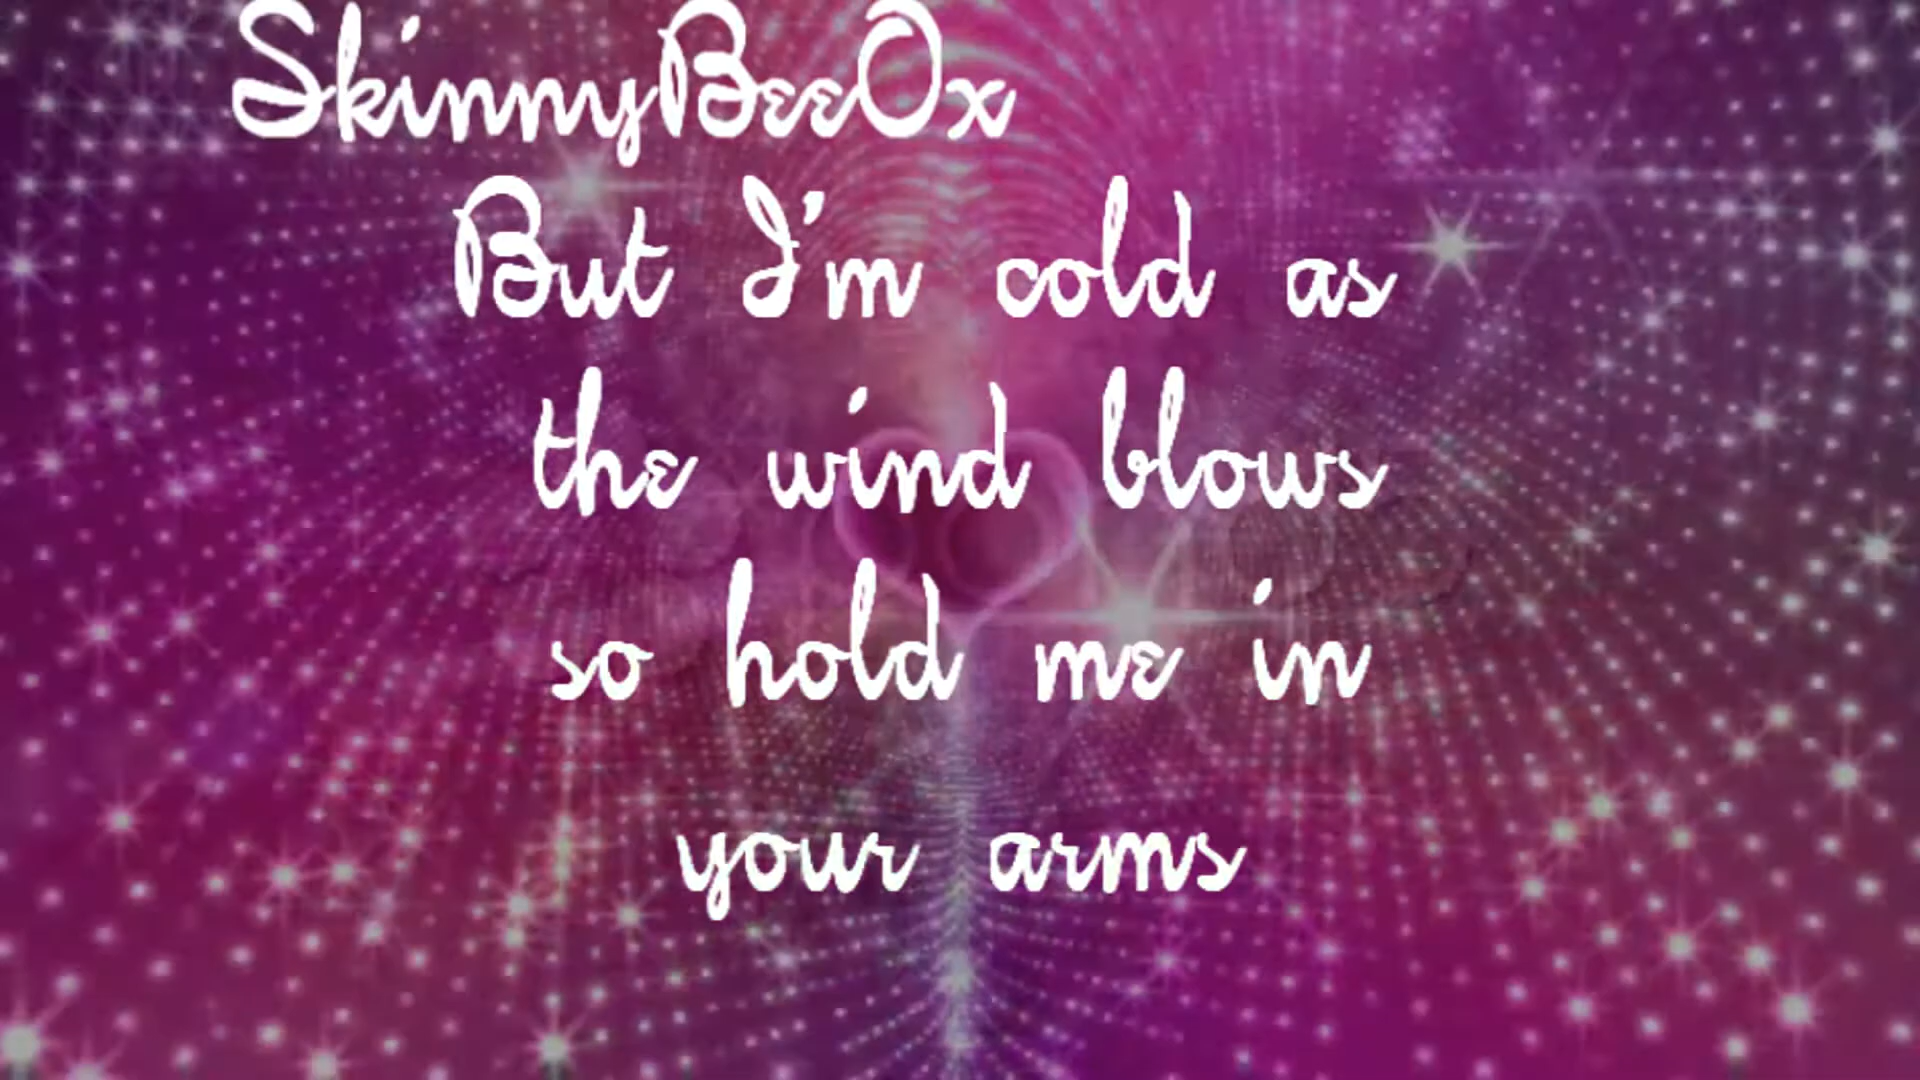 SkinnyBeeOx
But I'm cold as
the wind blows
so hold me in
your arms